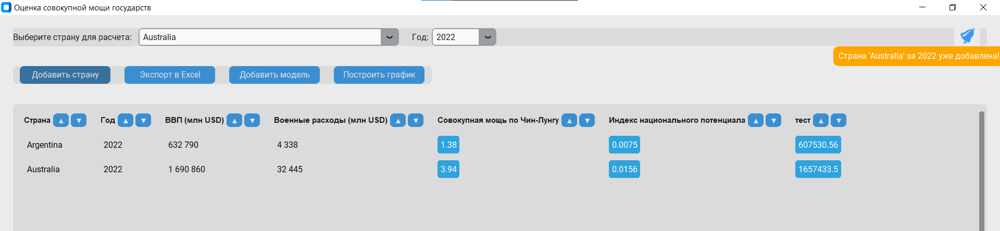 Оценка совокупной мощи государств
Выберите страну для расчета: Australia Год: 2022
Страна 'Australia' за 2022 уже добавлена!
Добавить страну Экспорт в Excel Добавить модель Построить график
Страна ▲ ▼ Год ▲ ▼ ВВП (млн USD) ▲ ▼ Военные расходы (млн USD) ▲ ▼ Совокупная мощь по Чин-Лунгу ▲ ▼ Индекс национального потенциала ▲ ▼ тест ▲ ▼
Argentina 2022 632 790 4 338 1.38 0.0075 607530.56
Australia 2022 1 690 860 32 445 3.94 0.0156 1657433.5